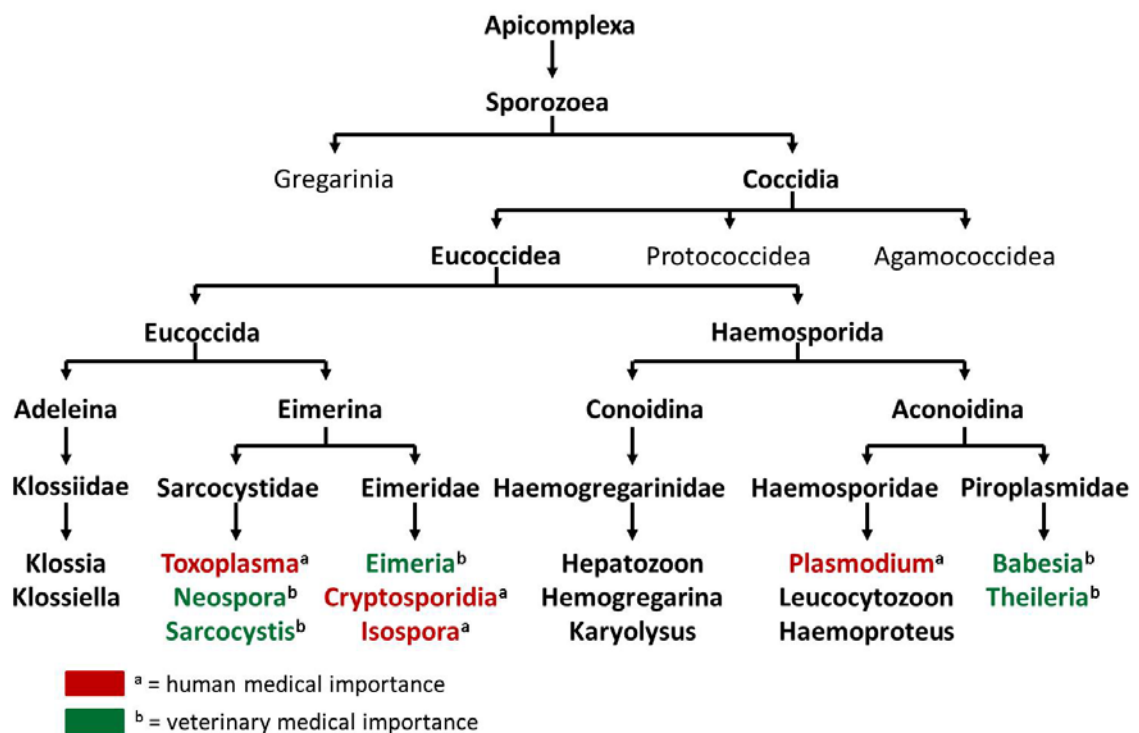 Apicomplexa
Sporozoea
Gregarinia Coccidia
Eucoccidea Protococcidea Agamococcidea
Eucoccida Haemosporida
Adeleina Eimerina Conoidina Aconoidina
Klossiidae Sarcocystidae Eimeridae Haemogregarinidae Haemosporidae Piroplasmidae
Klossia Toxoplasmaᵃ Eimeriaᵇ Hepatozoon Plasmodiumᵃ Babesiaᵇ
Klossiella Neosporaᵇ Cryptosporidiaᵃ Hemogregarina Leucocytozoon Theileriaᵇ
Sarcocystisᵇ Isosporaᵃ Karyolysus Haemoproteus
ᵃ = human medical importance
ᵇ = veterinary medical importance